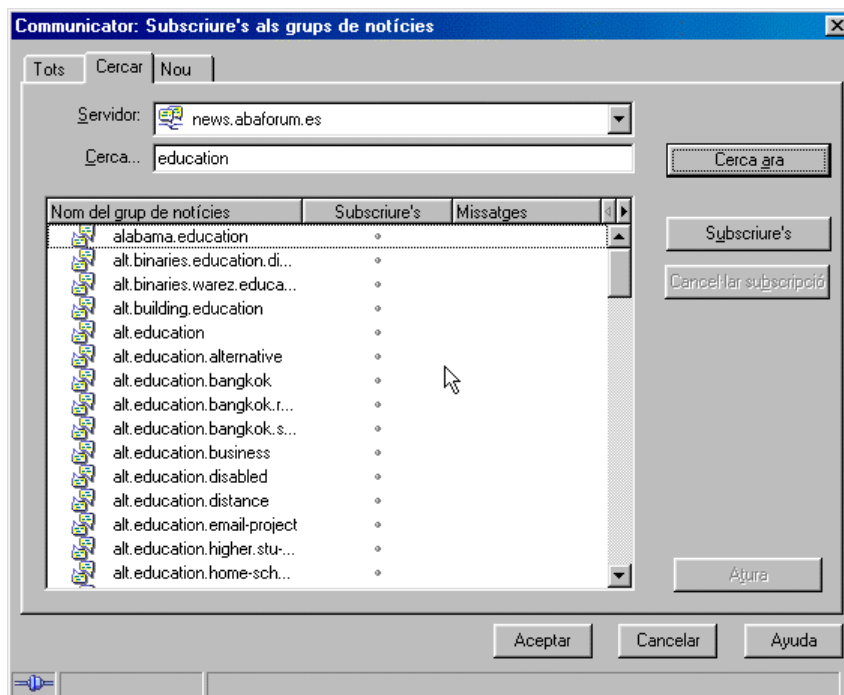 Communicator: Subscriure's als grups de notícies
Tots Cercar Nou
Servidor: news.abaforum.es
Cerca... education
Cerca ara
Nom del grup de notícies Subscriure's Missatges
alabama.education
Subscriure's
alt.binaries.education.di...
alt.binaries.warez.educa...
Cancel·lar subscripció
alt.building.education
alt.education
alt.education.alternative
alt.education.bangkok
alt.education.bangkok.r...
alt.education.bangkok.s...
alt.education.business
alt.education.disabled
alt.education.distance
alt.education.email-project
alt.education.higher.stu-...
alt.education.home-sch...
Atura
Aceptar Cancelar Ayuda